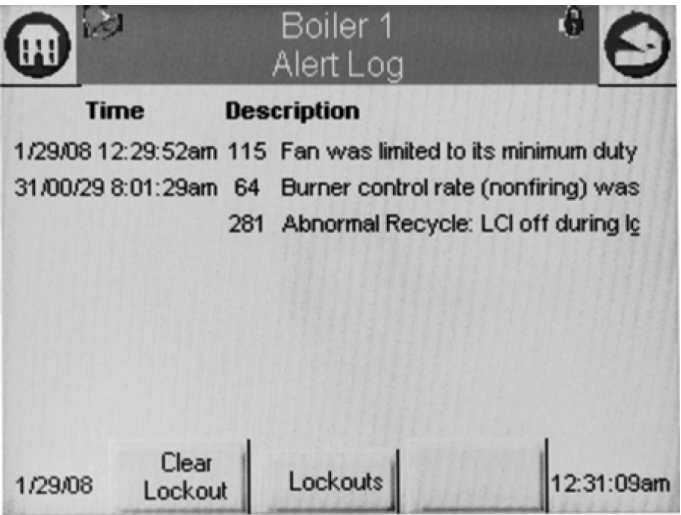 Boiler 1
Alert Log
Time Description
1/29/08 12:29:52am 115 Fan was limited to its minimum duty
31/00/29 8:01:29am 64 Burner control rate (nonfiring) was
281 Abnormal Recycle: LCI off during
1/29/08 Clear Lockout Lockouts 12:31:09am